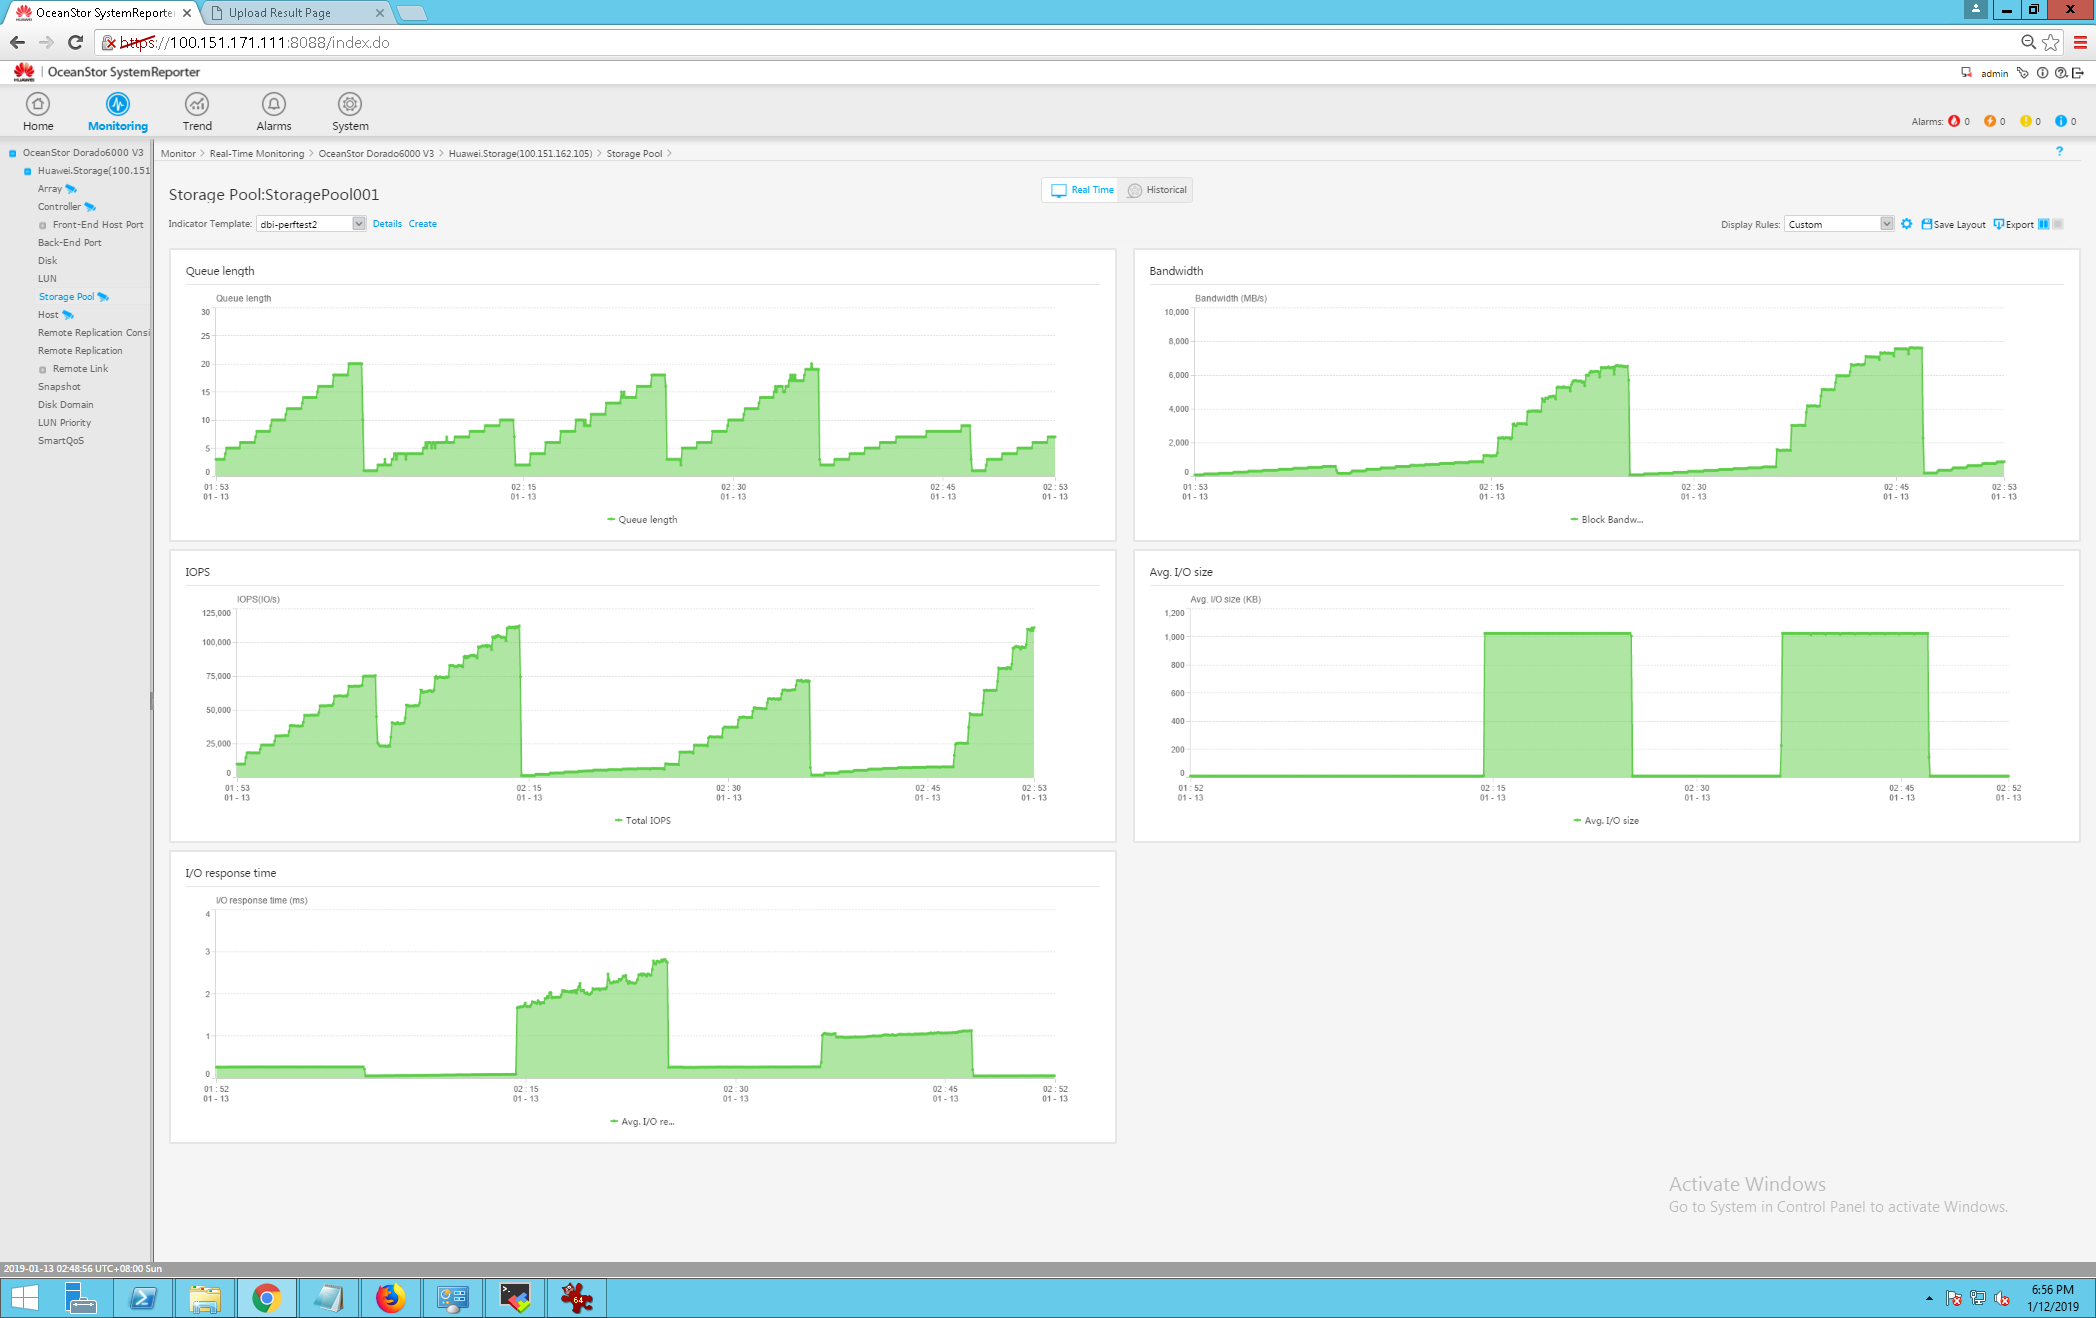 OceanStor SystemReporte
Upload Result Page
https://100.151.171.111:8088/index.do
HUAWEI | OceanStor SystemReporter
admin
Home
Monitoring
Trend
Alarms
System
Alarms: 0 0 0 0
OceanStor Dorado6000 V3
Huawei.Storage(100.151
Array
Controller
Front-End Host Port
Back-End Port
Disk
LUN
Storage Pool
Host
Remote Replication Consi
Remote Replication
Remote Link
Snapshot
Disk Domain
LUN Priority
SmartQoS
Monitor > Real-Time Monitoring > OceanStor Dorado6000 V3 > Huawei.Storage(100.151.162.105) > Storage Pool >
?
Storage Pool:StoragePool001
Real Time
Historical
Indicator Template: dbi-perftest2 Details Create
Display Rules: Custom Save Layout Export
Queue length
Queue length
30
25
20
15
10
5
0
01 : 53 02 : 15 02 : 30 02 : 45 02 : 53
01 - 13 01 - 13 01 - 13 01 - 13 01 - 13
Queue length
Bandwidth
Bandwidth (MB/s)
10,000
8,000
6,000
4,000
2,000
0
01 : 53 02 : 15 02 : 30 02 : 45 02 : 53
01 - 13 01 - 13 01 - 13 01 - 13 01 - 13
Block Bandw...
IOPS
IOPS(IO/s)
125,000
100,000
75,000
50,000
25,000
0
01 : 53 02 : 15 02 : 30 02 : 45 02 : 53
01 - 13 01 - 13 01 - 13 01 - 13 01 - 13
Total IOPS
Avg. I/O size
Avg. I/O size (KB)
1,200
1,000
800
600
400
200
0
01 : 52 02 : 15 02 : 30 02 : 45 02 : 52
01 - 13 01 - 13 01 - 13 01 - 13 01 - 13
Avg. I/O size
I/O response time
I/O response time (ms)
4
3
2
1
0
01 : 52 02 : 15 02 : 30 02 : 45 02 : 52
01 - 13 01 - 13 01 - 13 01 - 13 01 - 13
Avg. I/O re...
Activate Windows
Go to System in Control Panel to activate Windows.
2019-01-13 02:48:56 UTC+08:00 Sun
64
6:56 PM
1/12/2019